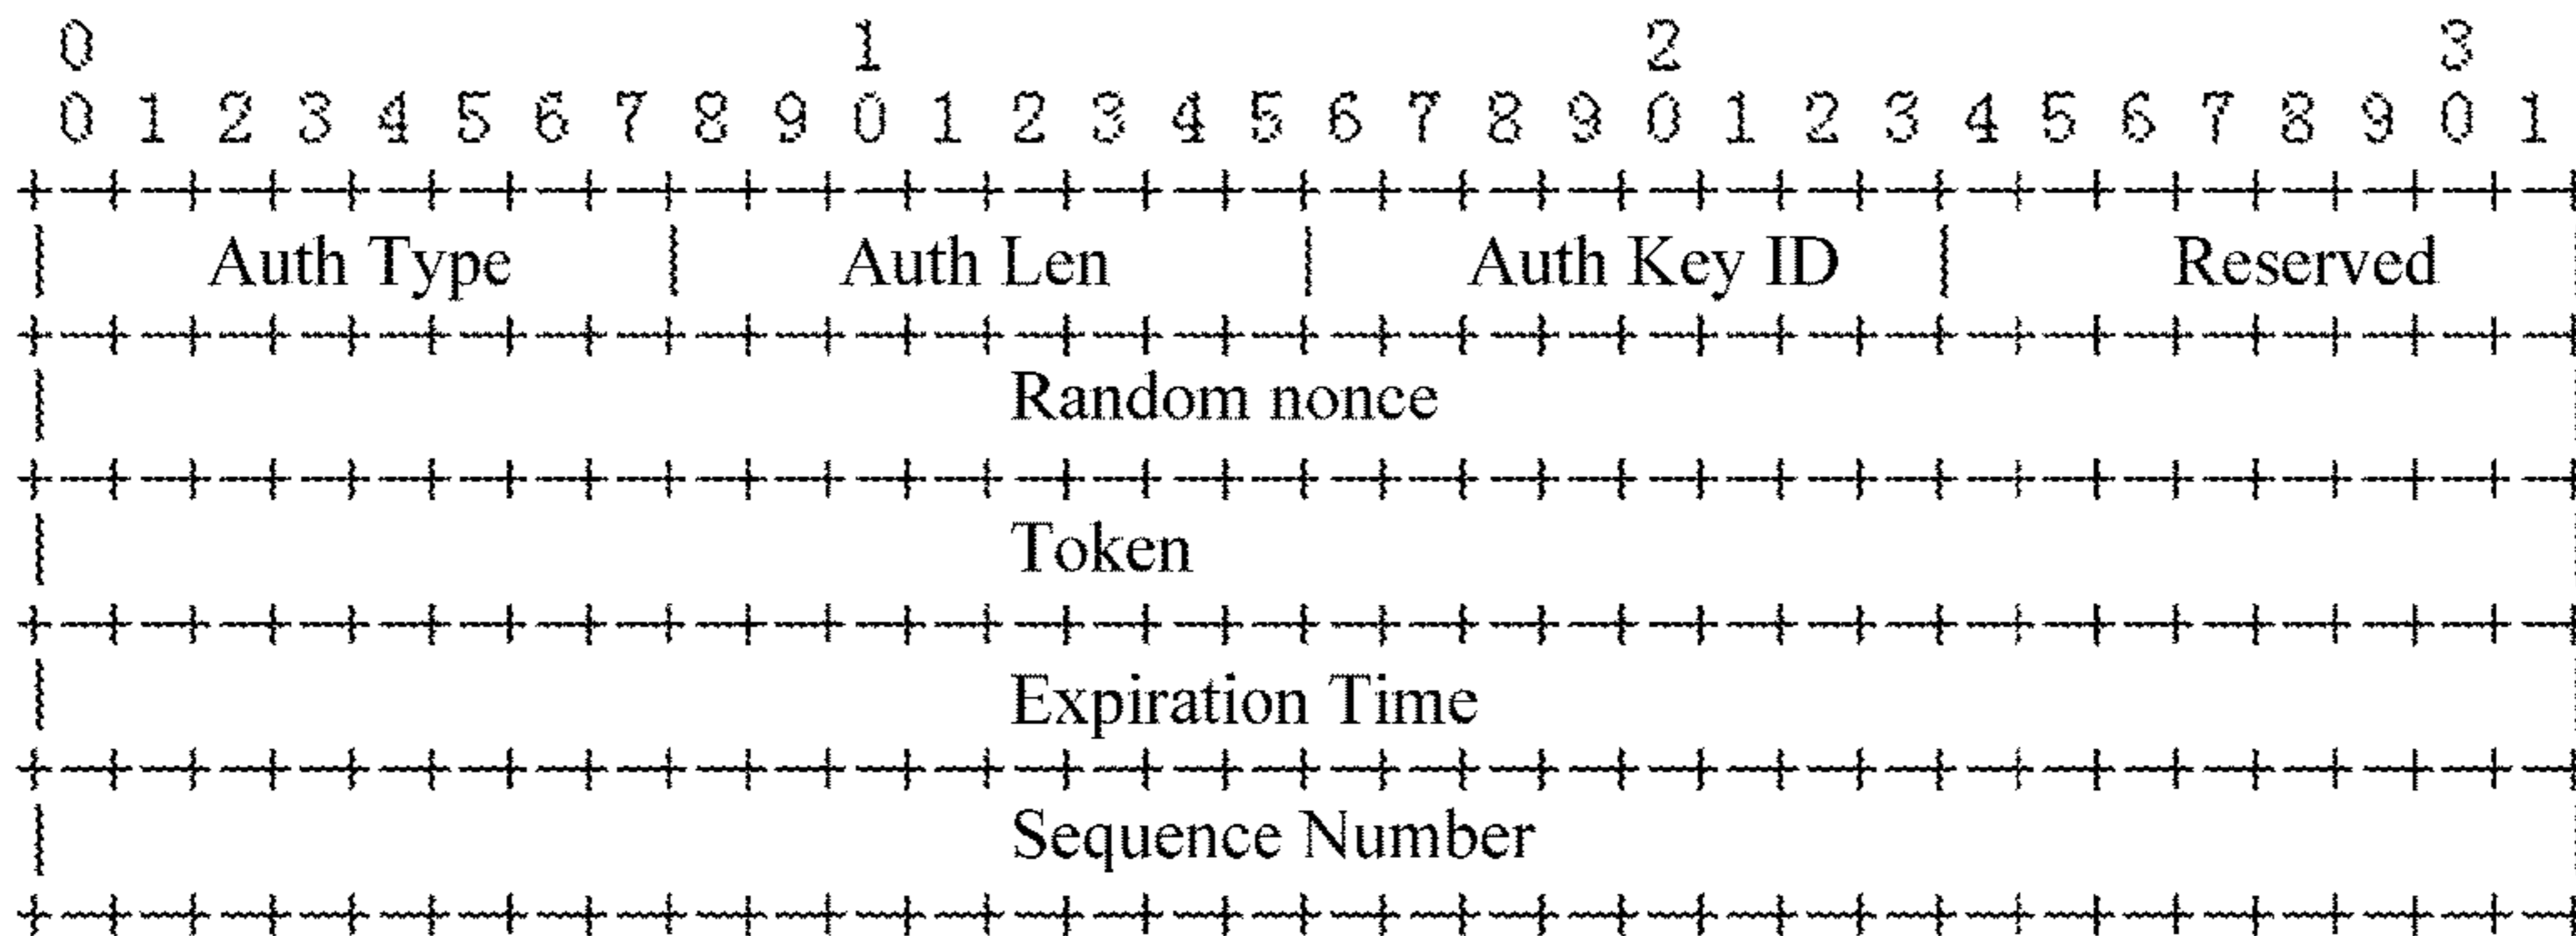 0 1 2 3
0 1 2 3 4 5 6 7 8 9 0 1 2 3 4 5 6 7 8 9 0 1 2 3 4 5 6 7 8 9 0 1
+-+-+-+-+-+-+-+-+-+-+-+-+-+-+-+-+-+-+-+-+-+-+-+-+-+-+-+-+-+-+-+-+
| Auth Type | Auth Len | Auth Key ID | Reserved |
+-+-+-+-+-+-+-+-+-+-+-+-+-+-+-+-+-+-+-+-+-+-+-+-+-+-+-+-+-+-+-+-+
| Random nonce |
+-+-+-+-+-+-+-+-+-+-+-+-+-+-+-+-+-+-+-+-+-+-+-+-+-+-+-+-+-+-+-+-+
| Token |
+-+-+-+-+-+-+-+-+-+-+-+-+-+-+-+-+-+-+-+-+-+-+-+-+-+-+-+-+-+-+-+-+
| Expiration Time |
+-+-+-+-+-+-+-+-+-+-+-+-+-+-+-+-+-+-+-+-+-+-+-+-+-+-+-+-+-+-+-+-+
| Sequence Number |
+-+-+-+-+-+-+-+-+-+-+-+-+-+-+-+-+-+-+-+-+-+-+-+-+-+-+-+-+-+-+-+-+